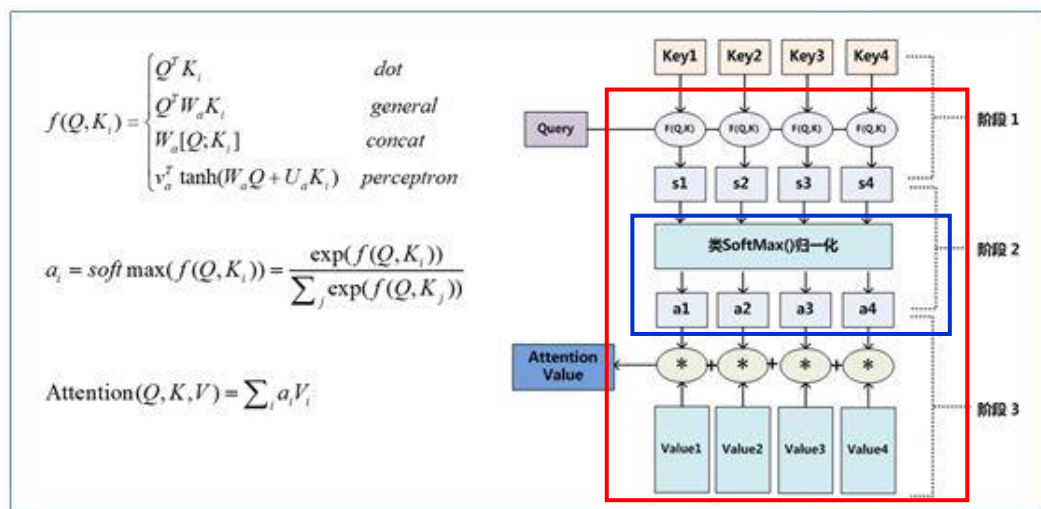 f(Q,K_i) = { Q^T K_i dot
Q^T W_a K_i general
W_a[Q;K_i] concat
v_a^T tanh(W_a Q + U_a K_i) perceptron
a_i = soft max(f(Q,K_i)) = exp(f(Q,K_i)) / ∑_j exp(f(Q,K_j))
Attention(Q,K,V) = ∑_i a_i V_i
Key1 Key2 Key3 Key4
阶段 1
Query F(Q,K) F(Q,K) F(Q,K) F(Q,K)
s1 s2 s3 s4
类SoftMax()归一化
阶段 2
a1 a2 a3 a4
Attention
Value
* + * + * + *
阶段 3
Value1 Value2 Value3 Value4